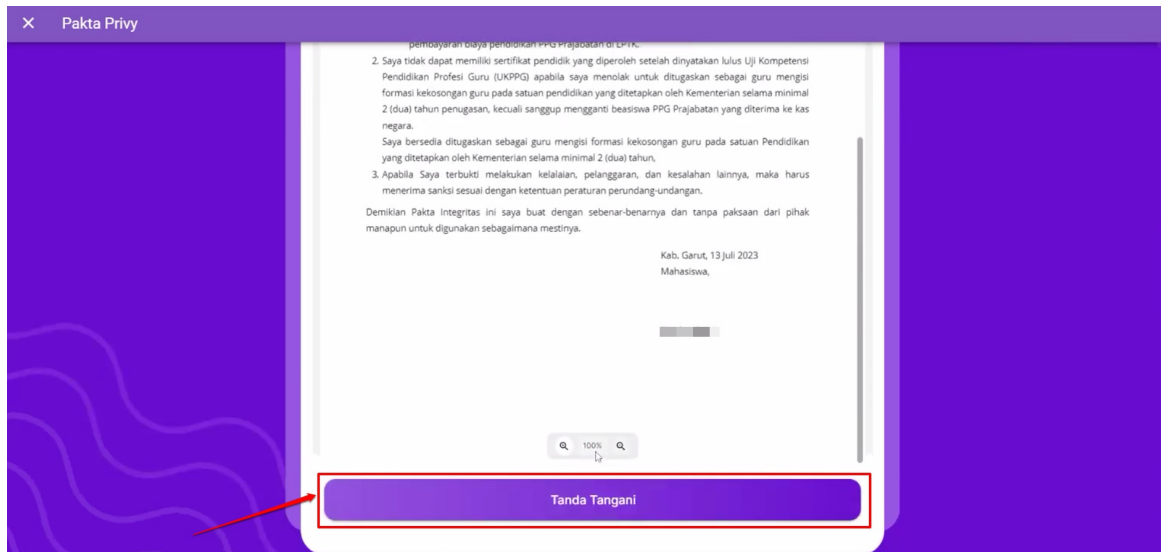 Pakta Privy
pembayaran biaya pendidikan PPG Prajabatan di LPTK.
2. Saya tidak dapat memiliki sertifikat pendidik yang diperoleh setelah dinyatakan lulus Uji Kompetensi
Pendidikan Profesi Guru (UKPPG) apabila saya menolak untuk ditugaskan sebagai guru mengisi
formasi kekosongan guru pada satuan pendidikan yang ditetapkan oleh Kementerian selama minimal
2 (dua) tahun penugasan, kecuali sanggup mengganti beasiswa PPG Prajabatan yang diterima ke kas
negara.
Saya bersedia ditugaskan sebagai guru mengisi formasi kekosongan guru pada satuan Pendidikan
yang ditetapkan oleh Kementerian selama minimal 2 (dua) tahun,
3. Apabila Saya terbukti melakukan kelalaian, pelanggaran, dan kesalahan lainnya, maka harus
menerima sanksi sesuai dengan ketentuan peraturan perundang-undangan.
Demikian Pakta Integritas ini saya buat dengan sebenar-benarnya dan tanpa paksaan dari pihak
manapun untuk digunakan sebagaimana mestinya.
Kab. Garut, 13 Juli 2023
Mahasiswa,
100%
Tanda Tangani